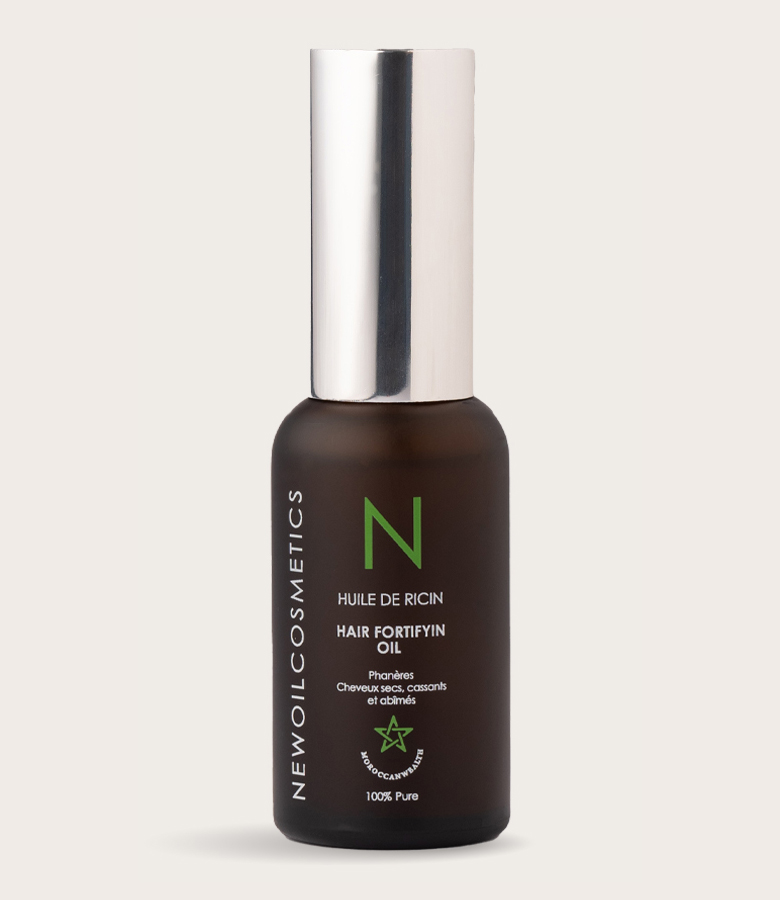 NEWOILCOSMETICS
N
HUILE DE RICIN
HAIR FORTIFYIN
OIL
Phanères
Cheveux secs, cassants
et abîmés
MOROCCANWEALTH
100% Pure